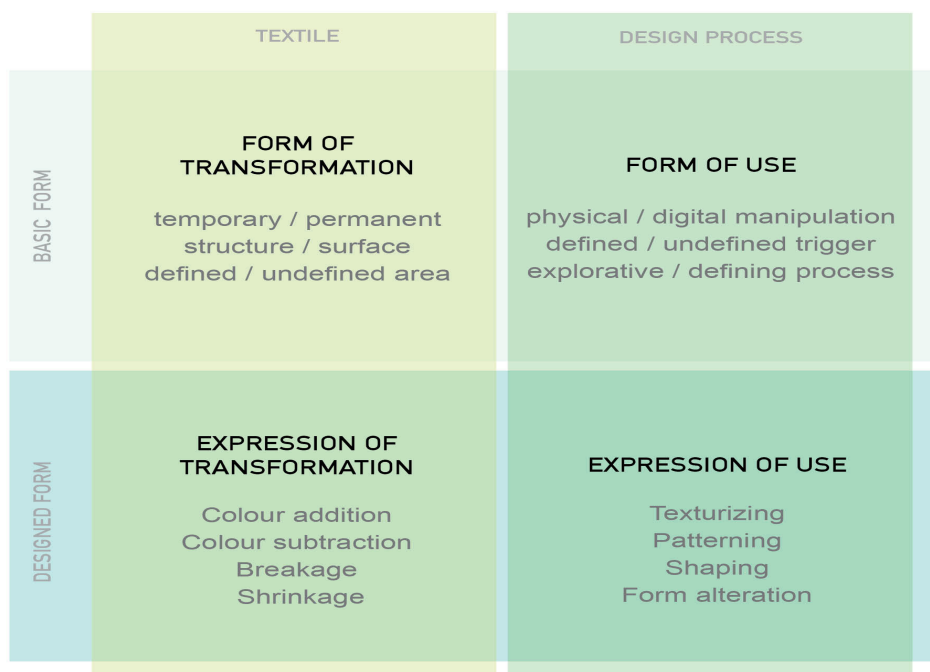 TEXTILE
DESIGN PROCESS
BASIC FORM
FORM OF
TRANSFORMATION
temporary / permanent
structure / surface
defined / undefined area
FORM OF USE
physical / digital manipulation
defined / undefined trigger
explorative / defining process
DESIGNED FORM
EXPRESSION OF
TRANSFORMATION
Colour addition
Colour subtraction
Breakage
Shrinkage
EXPRESSION OF USE
Texturizing
Patterning
Shaping
Form alteration